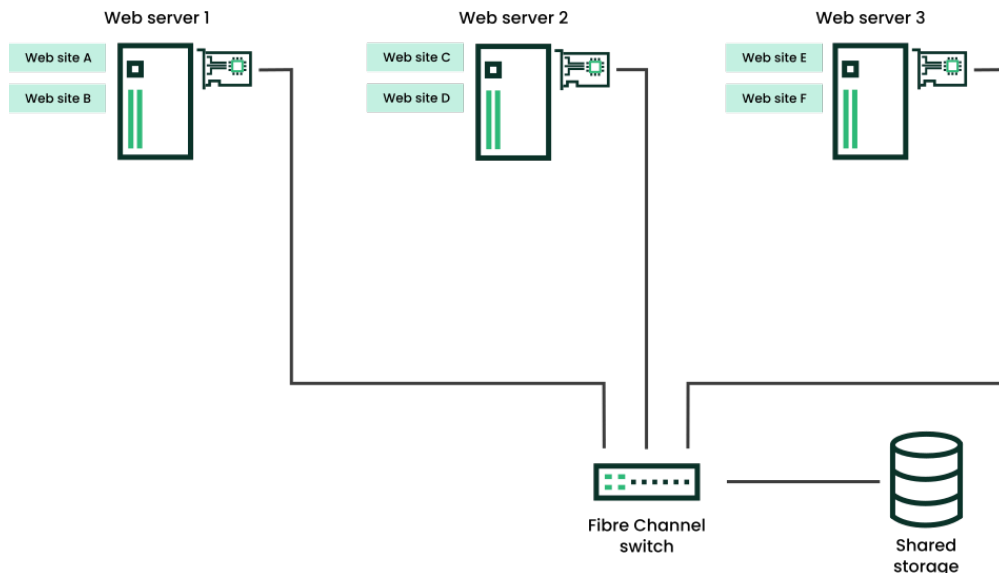 Web server 1
Web server 2
Web server 3
Web site A
Web site C
Web site E
Web site B
Web site D
Web site F
Fibre Channel
switch
Shared
storage